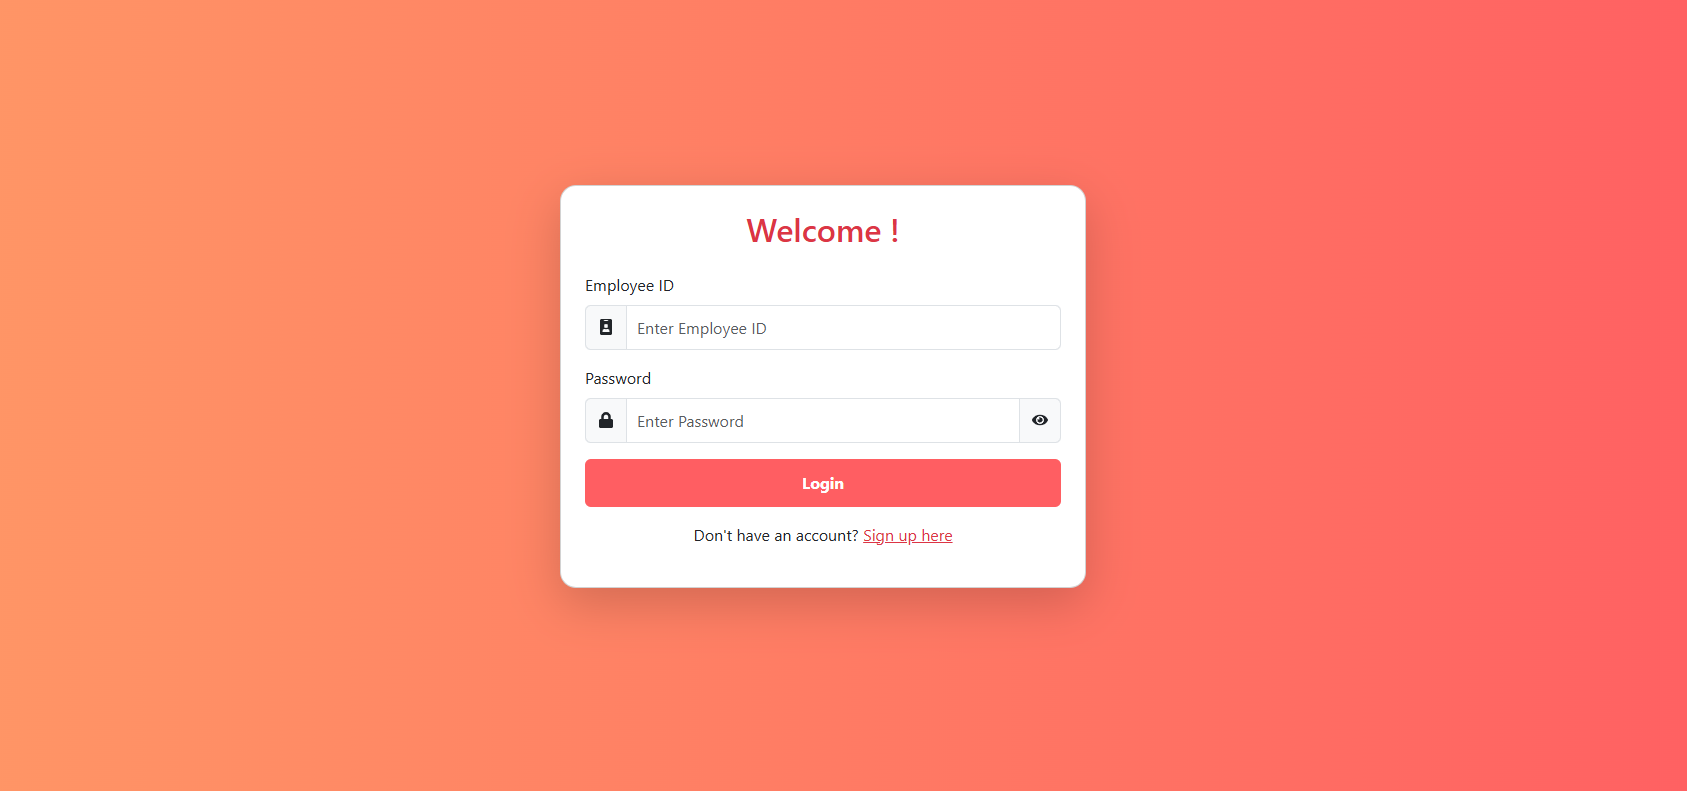 Welcome !
Employee ID
Enter Employee ID
Password
Enter Password
Login
Don't have an account? Sign up here